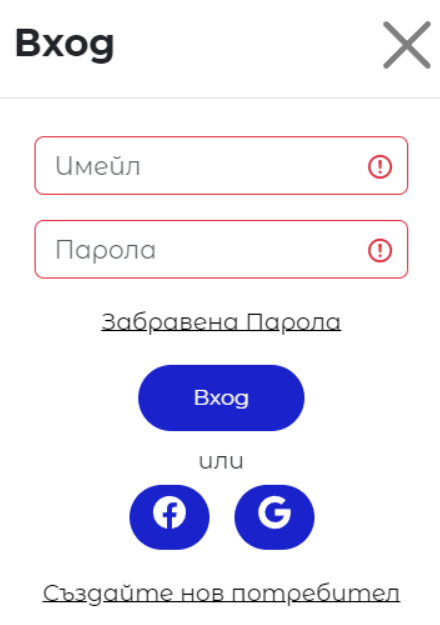 Вход
Имейл
Парола
Забравена Парола
Вход
или
Създайте нов потребител